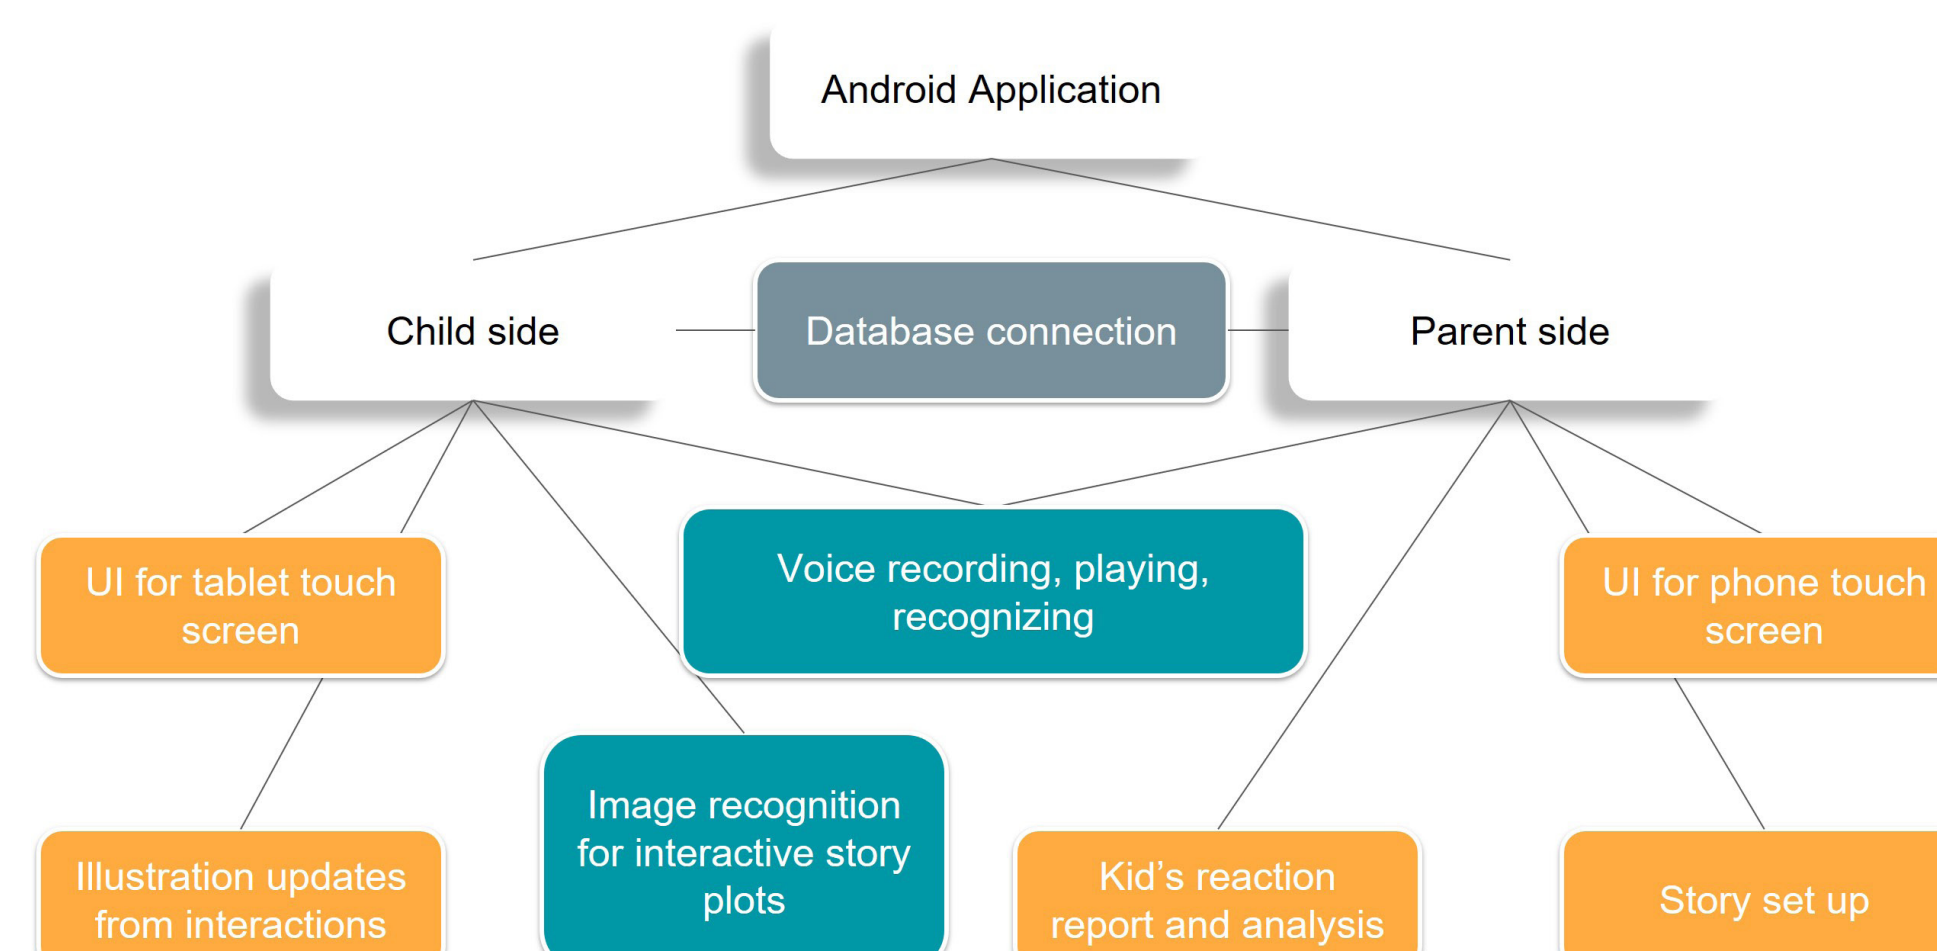 Android Application
Child side
Database connection
Parent side
UI for tablet touch
screen
Voice recording, playing,
recognizing
UI for phone touch
screen
Image recognition
for interactive story
plots
Illustration updates
from interactions
Kid’s reaction
report and analysis
Story set up